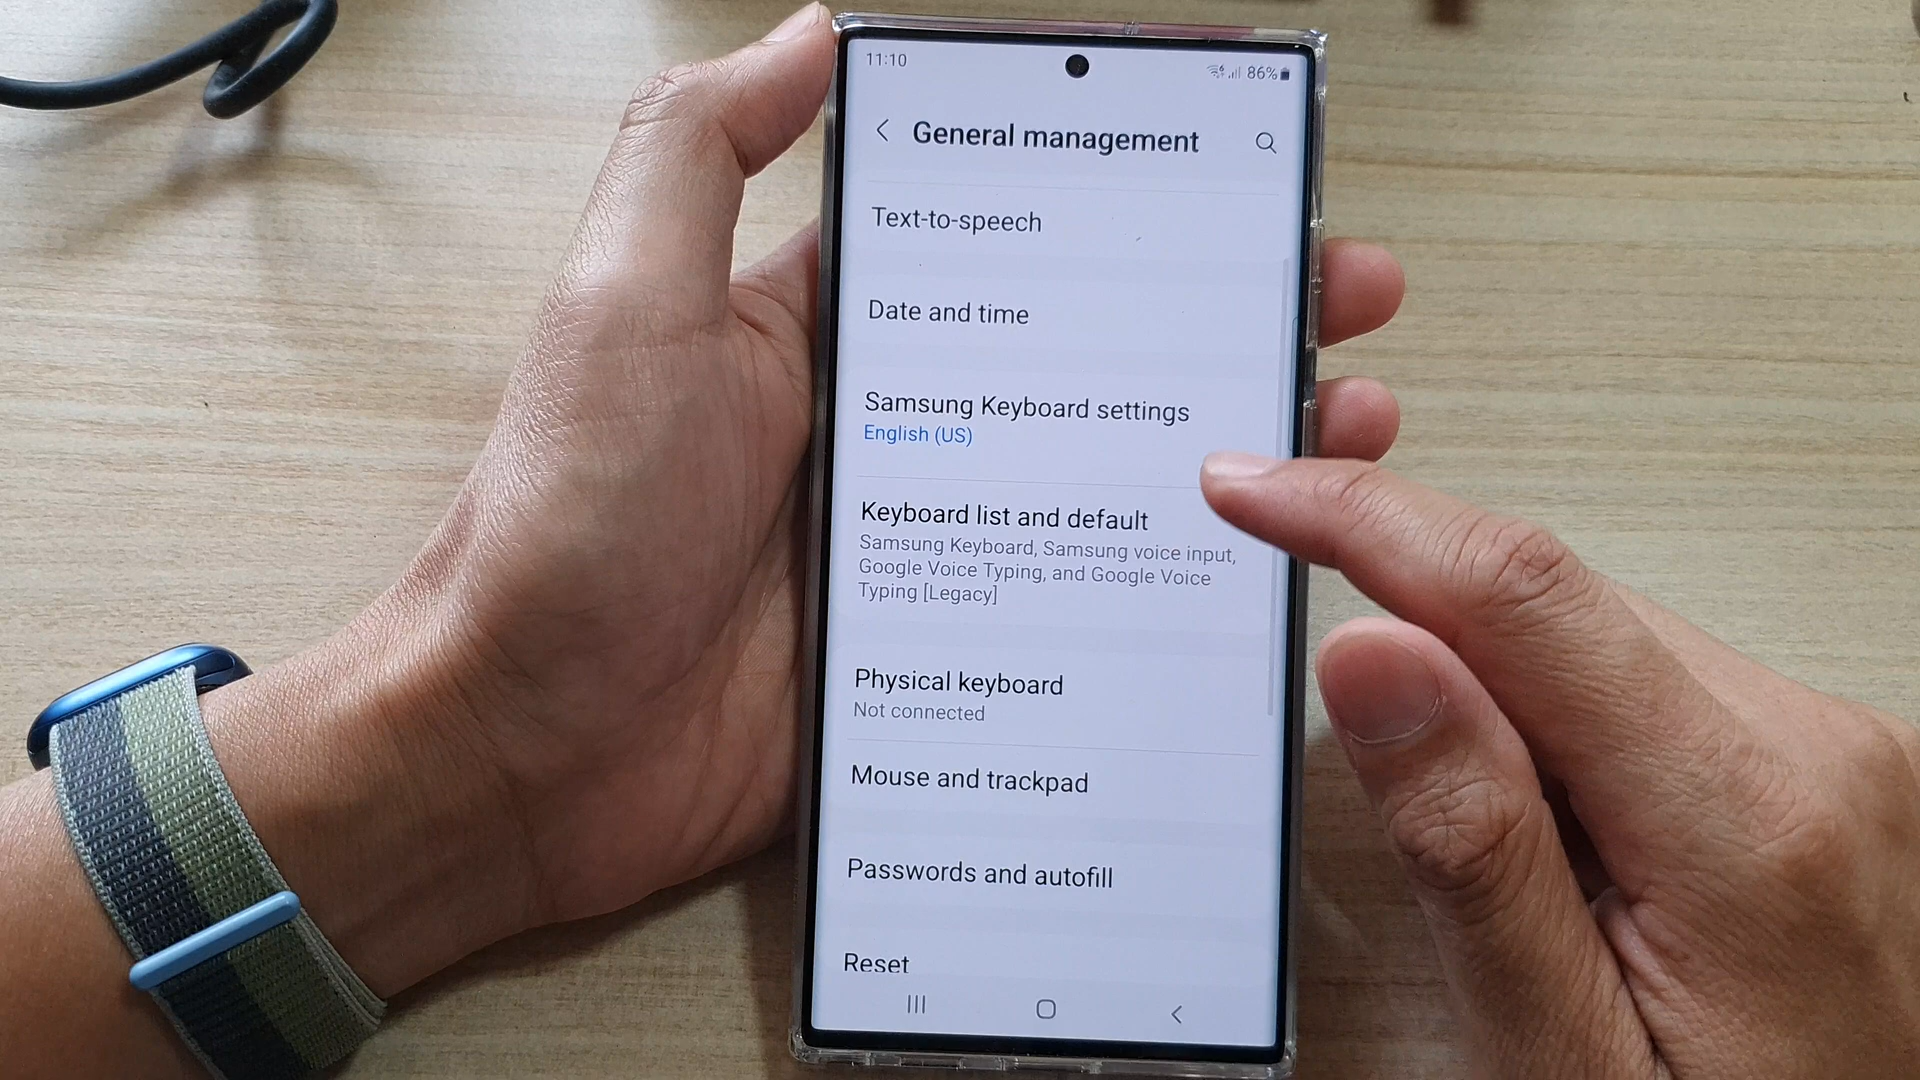 11:10
86%
General management
Text-to-speech
Date and time
Samsung Keyboard settings
English (US)
Keyboard list and default
Samsung Keyboard, Samsung voice input,
Google Voice Typing, and Google Voice
Typing [Legacy]
Physical keyboard
Not connected
Mouse and trackpad
Passwords and autofill
Reset